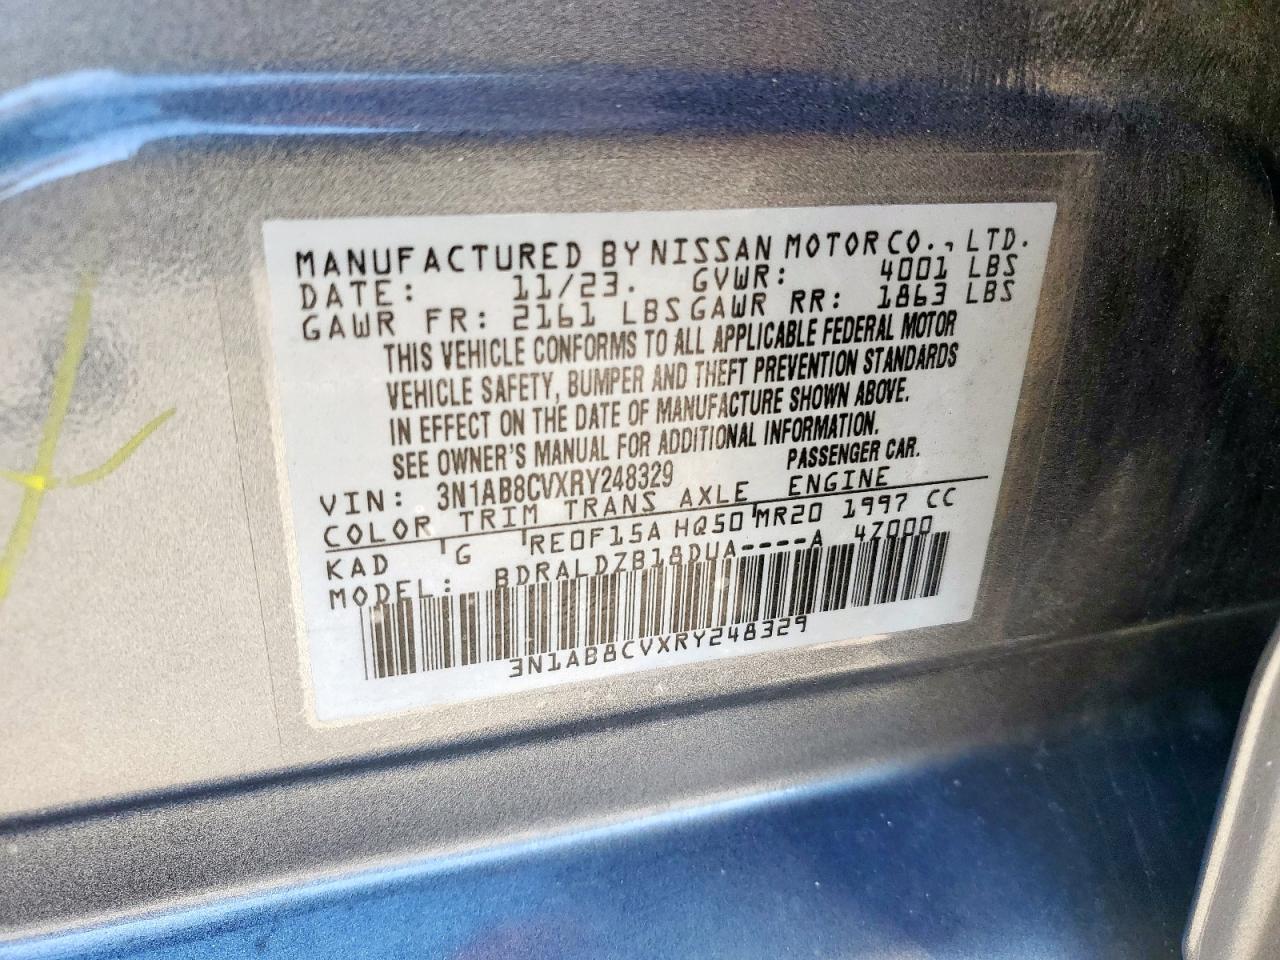 MANUFACTURED BY NISSAN MOTOR CO., LTD.
DATE: 11/23. GVWR: 4001 LBS
GAWR FR: 2161 LBS GAWR RR: 1863 LBS
THIS VEHICLE CONFORMS TO ALL APPLICABLE FEDERAL MOTOR
VEHICLE SAFETY, BUMPER AND THEFT PREVENTION STANDARDS
IN EFFECT ON THE DATE OF MANUFACTURE SHOWN ABOVE.
SEE OWNER'S MANUAL FOR ADDITIONAL INFORMATION.
VIN: 3N1AB8CVXRY248329 PASSENGER CAR.
COLOR TRIM TRANS AXLE ENGINE
KAD G RE0F15A HQ50 MR20 1997 CC
MODEL: BDRALDZB18DUA----A 4Z000
3N1AB8CVXRY248329